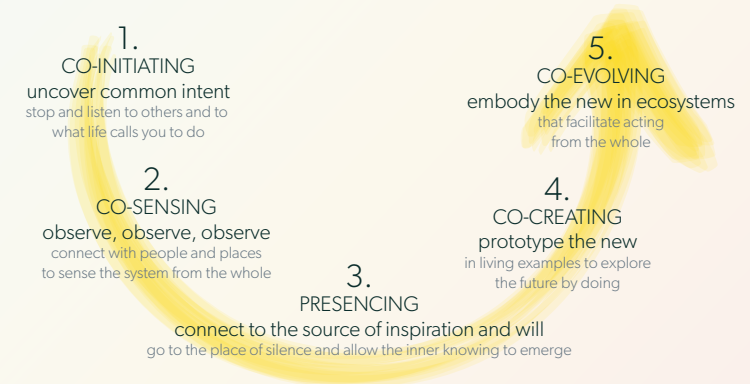 1.
CO-INITIATING
uncover common intent
stop and listen to others and to
what life calls you to do
2.
CO-SENSING
observe, observe, observe
connect with people and places
to sense the system from the whole
3.
PRESENCING
connect to the source of inspiration and will
go to the place of silence and allow the inner knowing to emerge
4.
CO-CREATING
prototype the new
in living examples to explore
the future by doing
5.
CO-EVOLVING
embody the new in ecosystems
that facilitate acting
from the whole